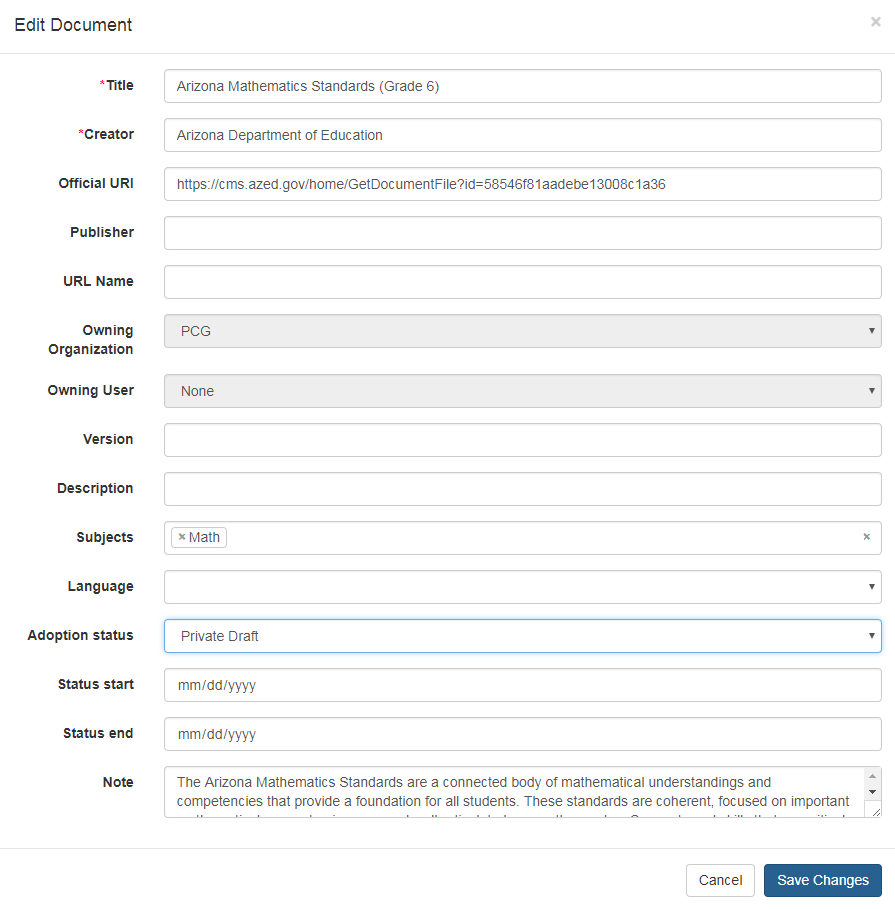 Edit Document ×
*Title Arizona Mathematics Standards (Grade 6)
*Creator Arizona Department of Education
Official URI https://cms.azed.gov/home/GetDocumentFile?id=58546f81aadebe13008c1a36
Publisher
URL Name
Owning
Organization
PCG
Owning User None
Version
Description
Subjects × Math ×
Language
Adoption status Private Draft
Status start mm/dd/yyyy
Status end mm/dd/yyyy
Note The Arizona Mathematics Standards are a connected body of mathematical understandings and
competencies that provide a foundation for all students. These standards are coherent, focused on important
Cancel Save Changes